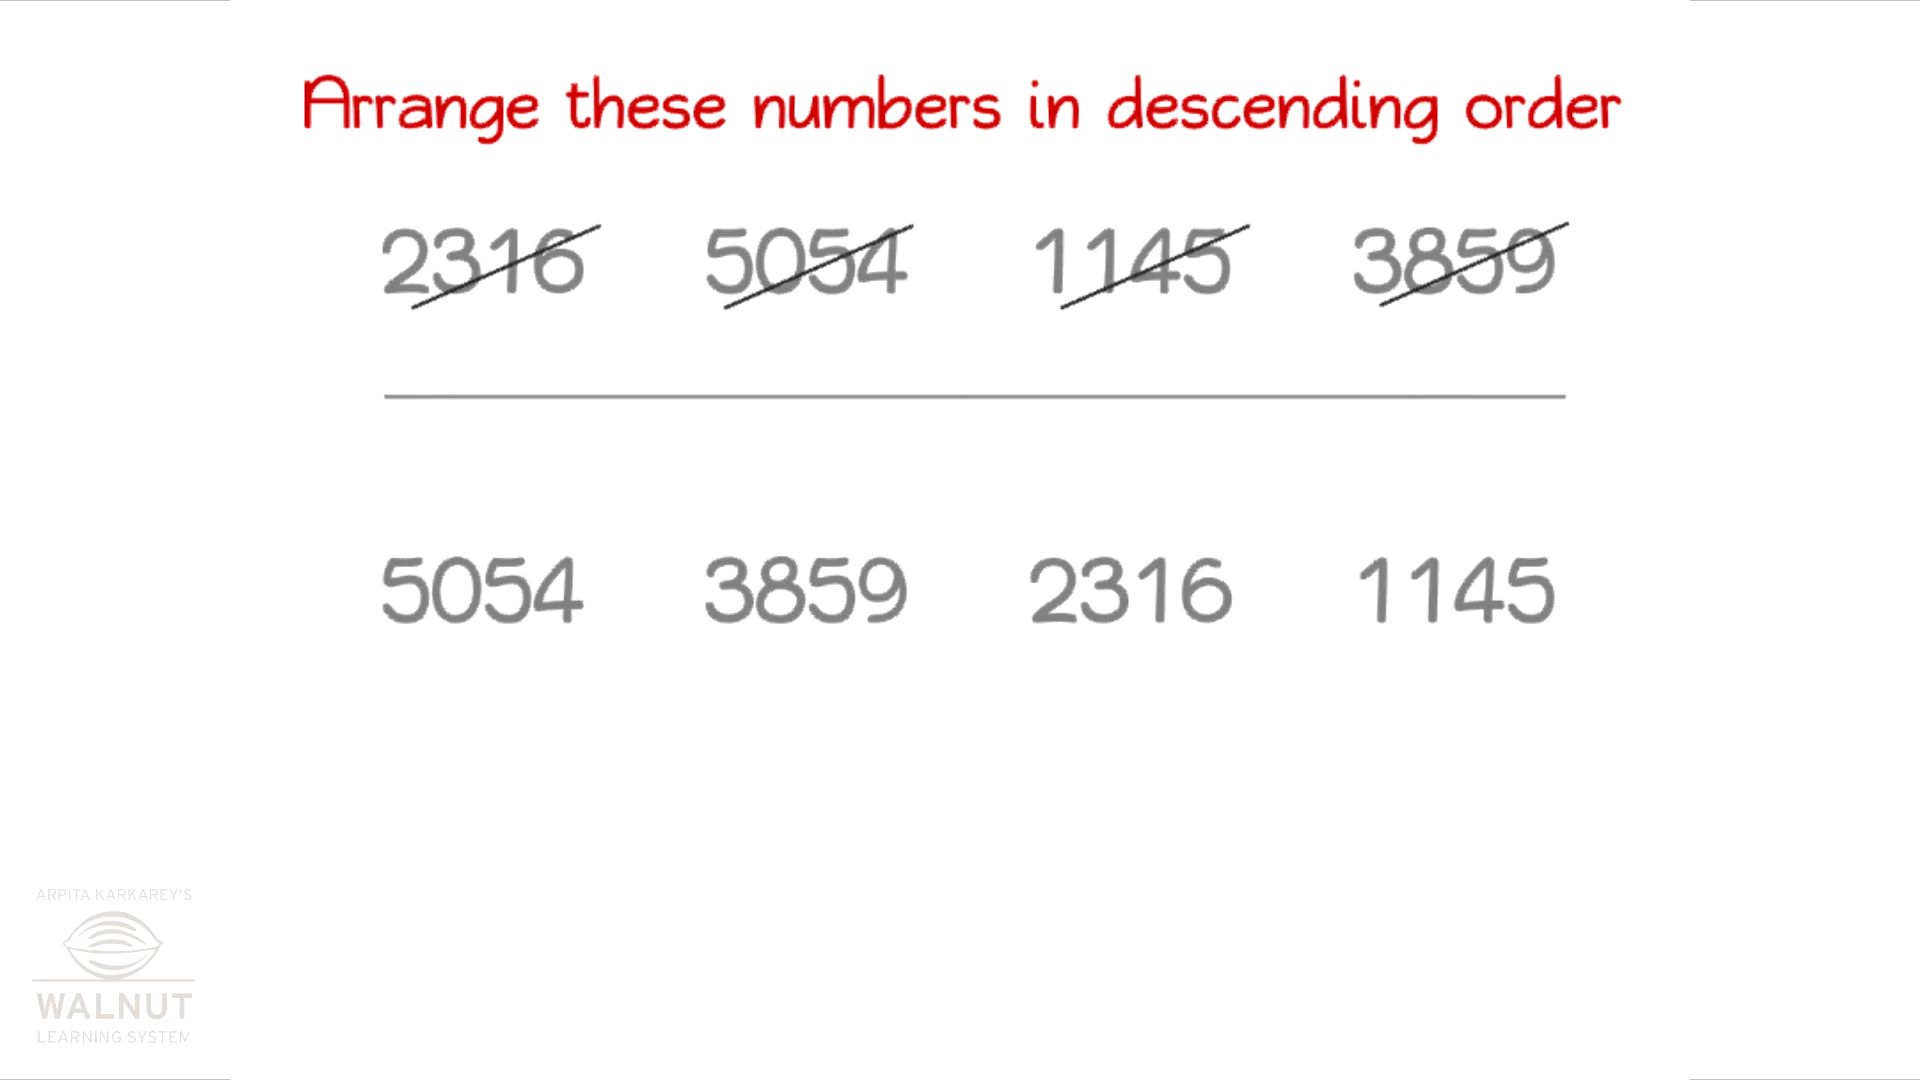 Arrange these numbers in descending order
2316 5054 1145 3859
5054 3859 2316 1145
ARPITA KARKAREY'S
WALNUT
LEARNING SYSTEM